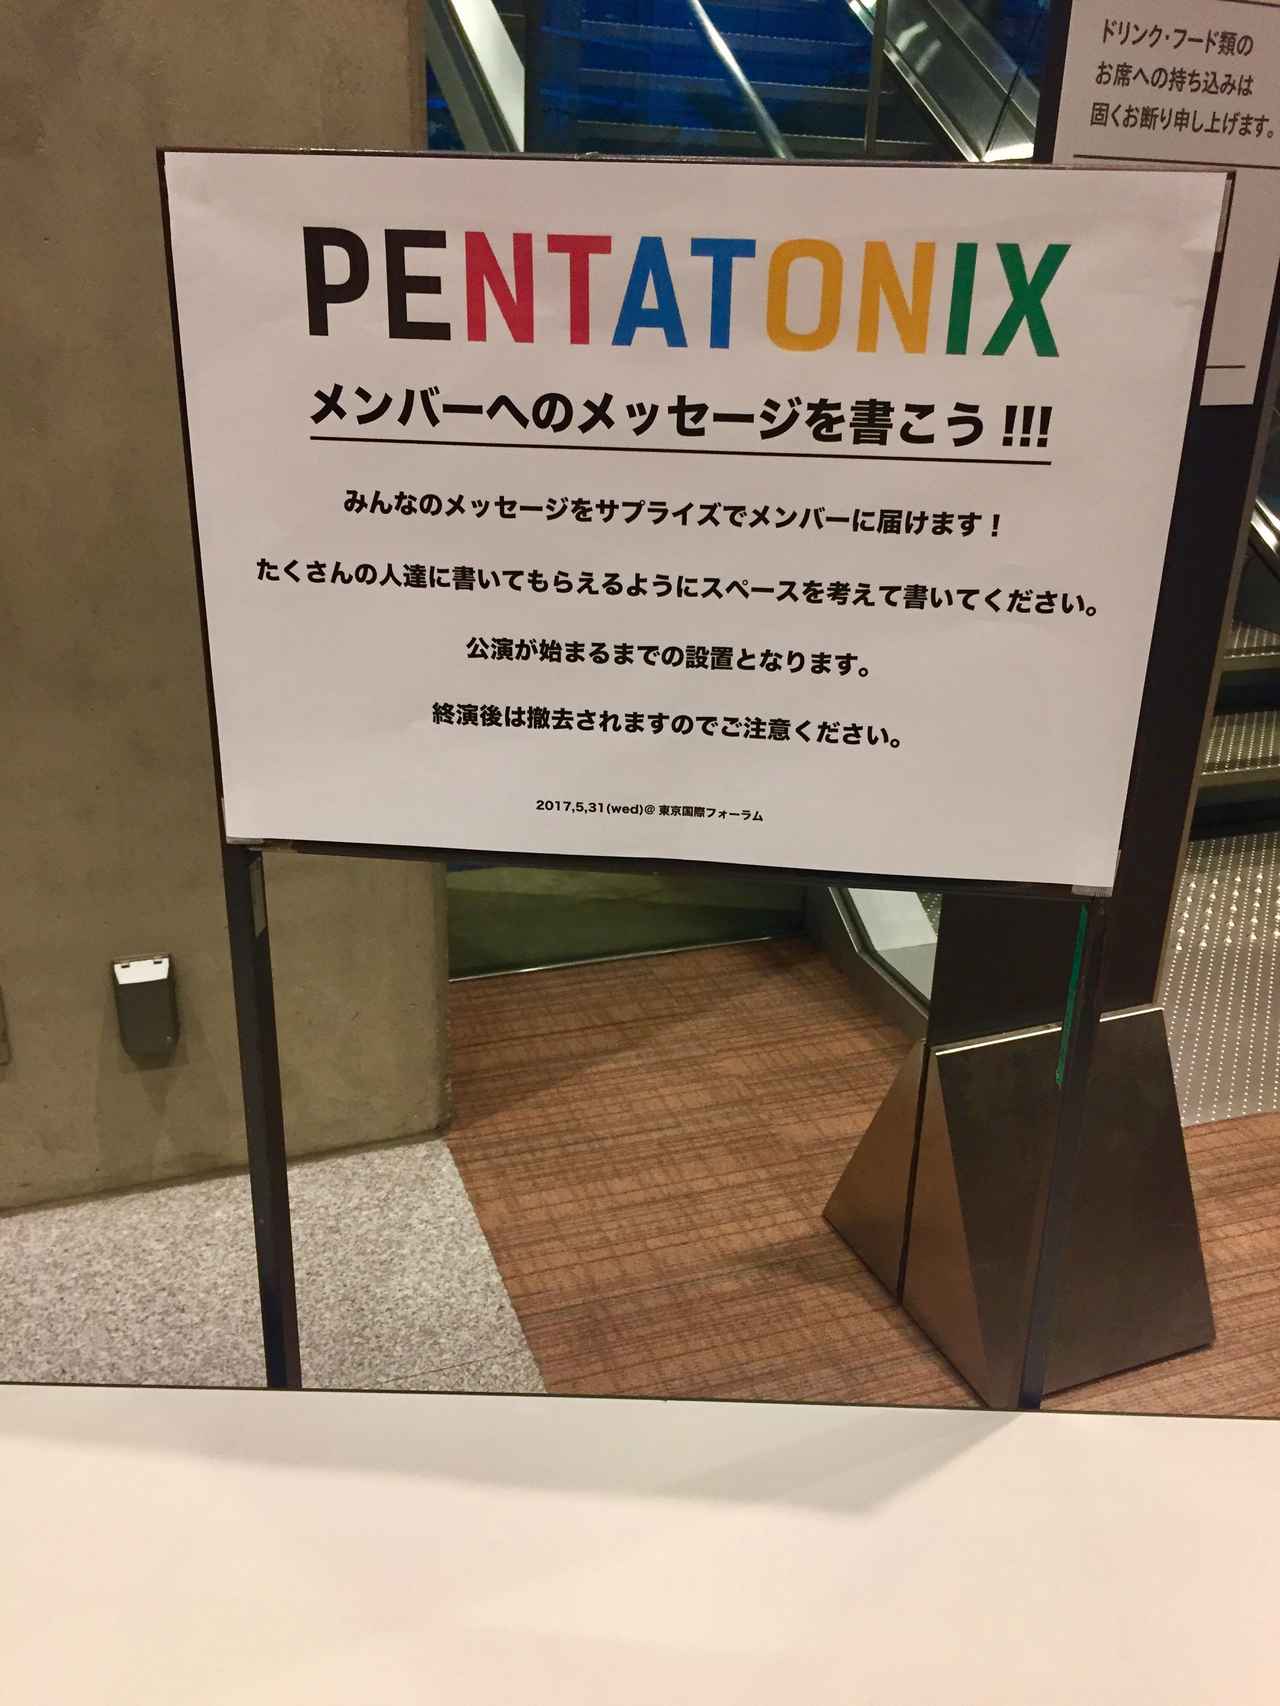 ドリンク・フード類の
お席への持ち込みは
固くお断り申し上げます。
PENTATONIX
メンバーへのメッセージを書こう!!!
みんなのメッセージをサプライズでメンバーに届けます!
たくさんの人達に書いてもらえるようにスペースを考えて書いてください。
公演が始まるまでの設置となります。
終演後は撤去されますのでご注意ください。
2017,5,31(wed)@東京国際フォーラム